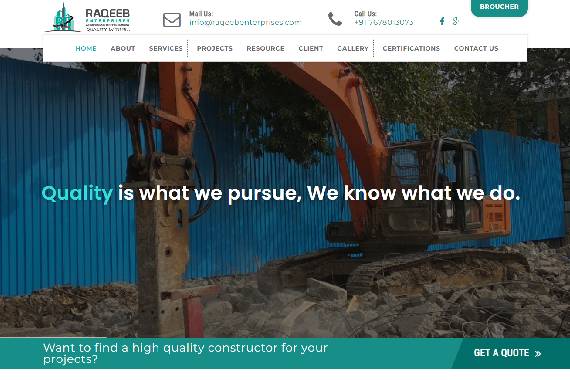 BROUCHER
RAQEEB
ENTERPRISES
Mail Us:
info@raqeebenterprises.com
Call Us:
+91 7678013073
HOME ABOUT SERVICES PROJECTS RESOURCE CLIENT GALLERY CERTIFICATIONS CONTACT US
Quality is what we pursue, We know what we do.
Want to find a high quality constructor for your
projects?
GET A QUOTE »